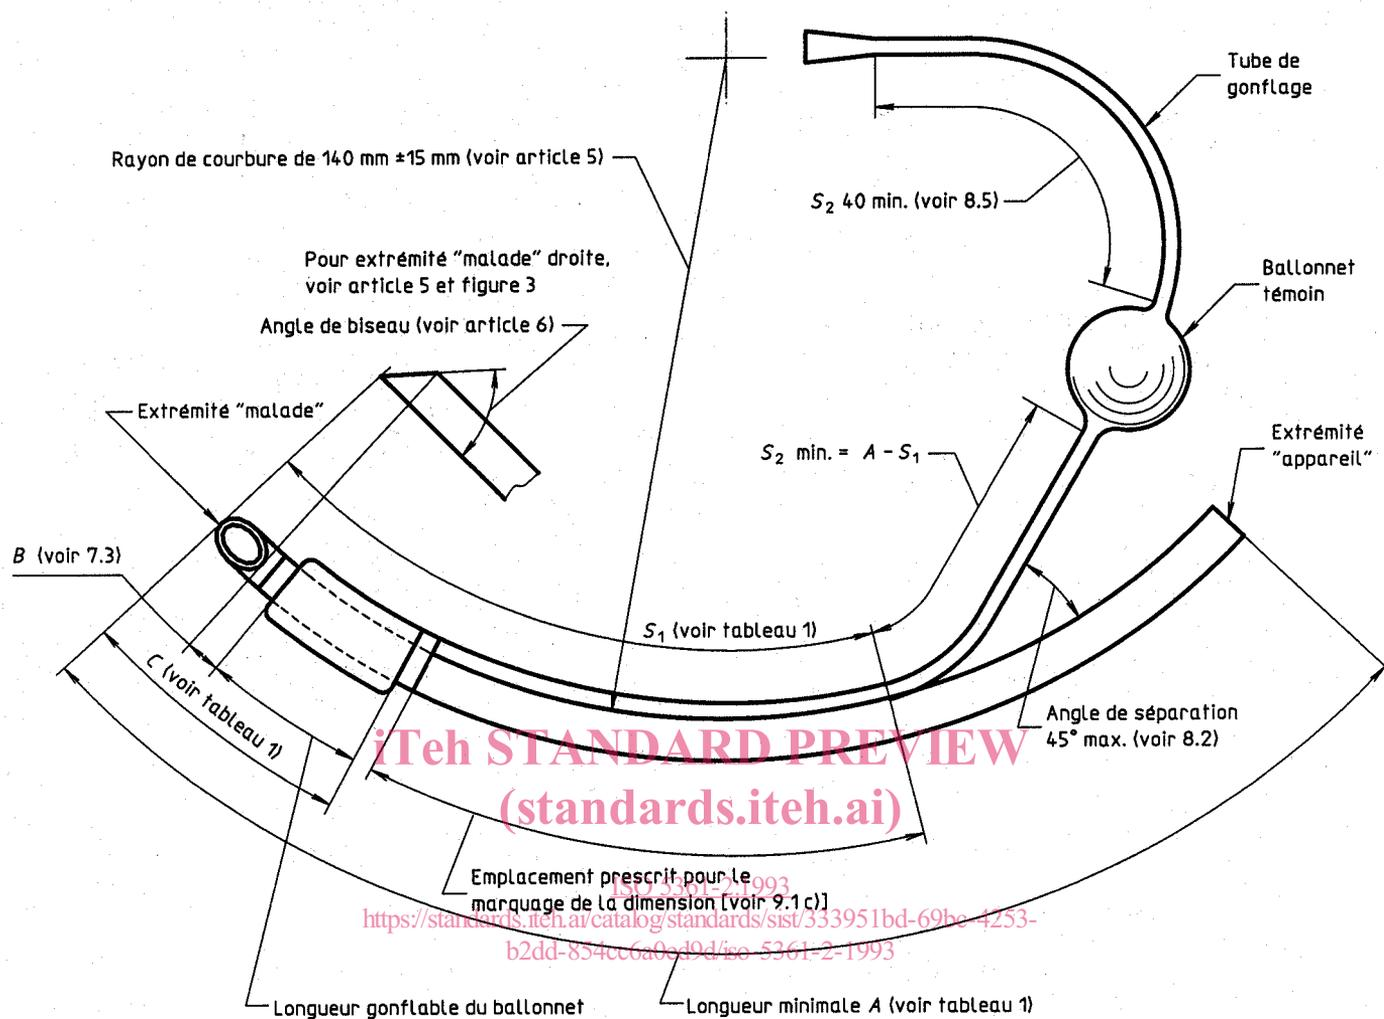 Tube de
gonflage
Rayon de courbure de 140 mm ±15 mm (voir article 5)
S₂ 40 min. (voir 8.5)
Pour extrémité "malade" droite,
voir article 5 et figure 3
Ballonnet
témoin
Angle de biseau (voir article 6)
Extrémité "malade"
Extrémité
"appareil"
S₂ min. = A – S₁
B (voir 7.3)
S₁ (voir tableau 1)
C (voir tableau 1)
Angle de séparation
45° max. (voir 8.2)
iTeh STANDARD PREVIEW
(standards.iteh.ai)
Emplacement prescrit pour le
marquage de la dimension [voir 9.1 c)]
ISO 5361-2:1993
https://standards.iteh.ai/catalog/standards/sist/333951bd-69bc-4253-
b2dd-854cc6a0ed9d/iso-5361-2-1993
Longueur gonflable du ballonnet
Longueur minimale A (voir tableau 1)